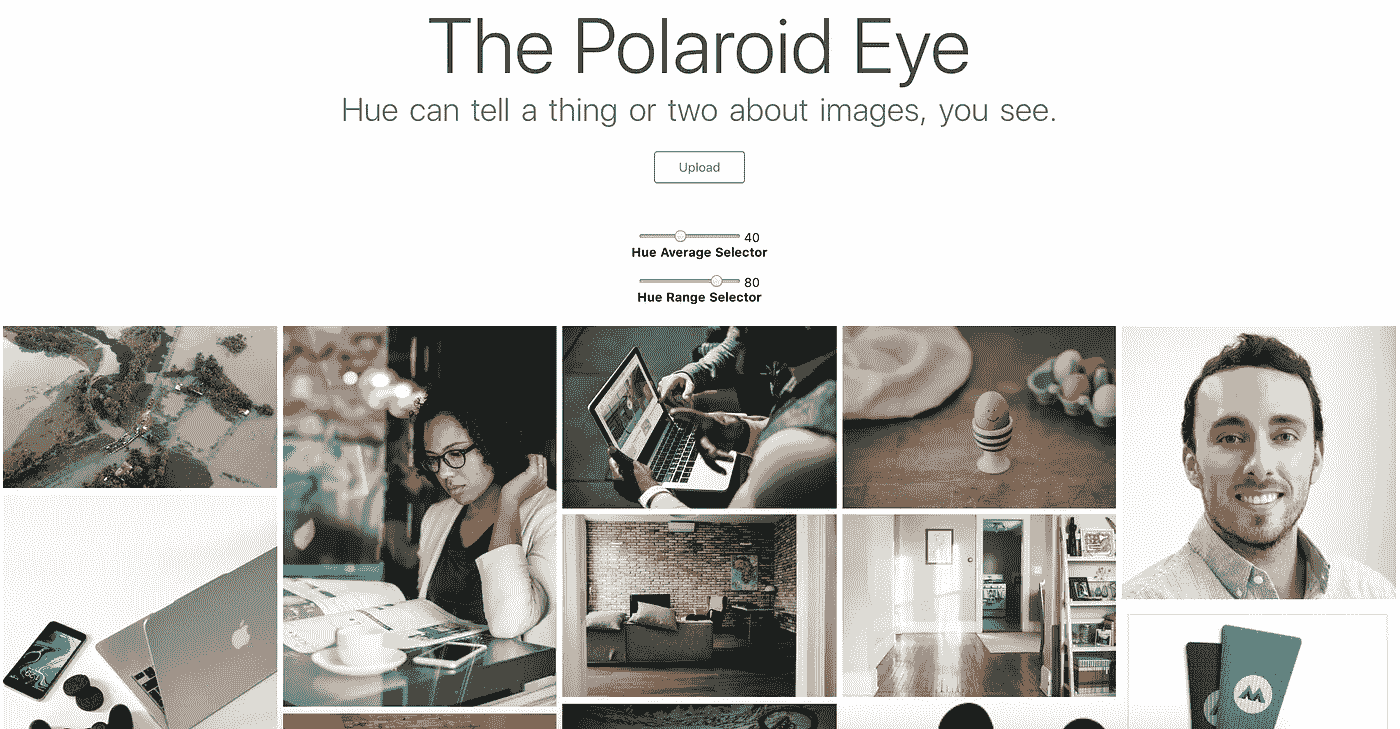 The Polaroid Eye
Hue can tell a thing or two about images, you see.
Upload
40
Hue Average Selector
80
Hue Range Selector